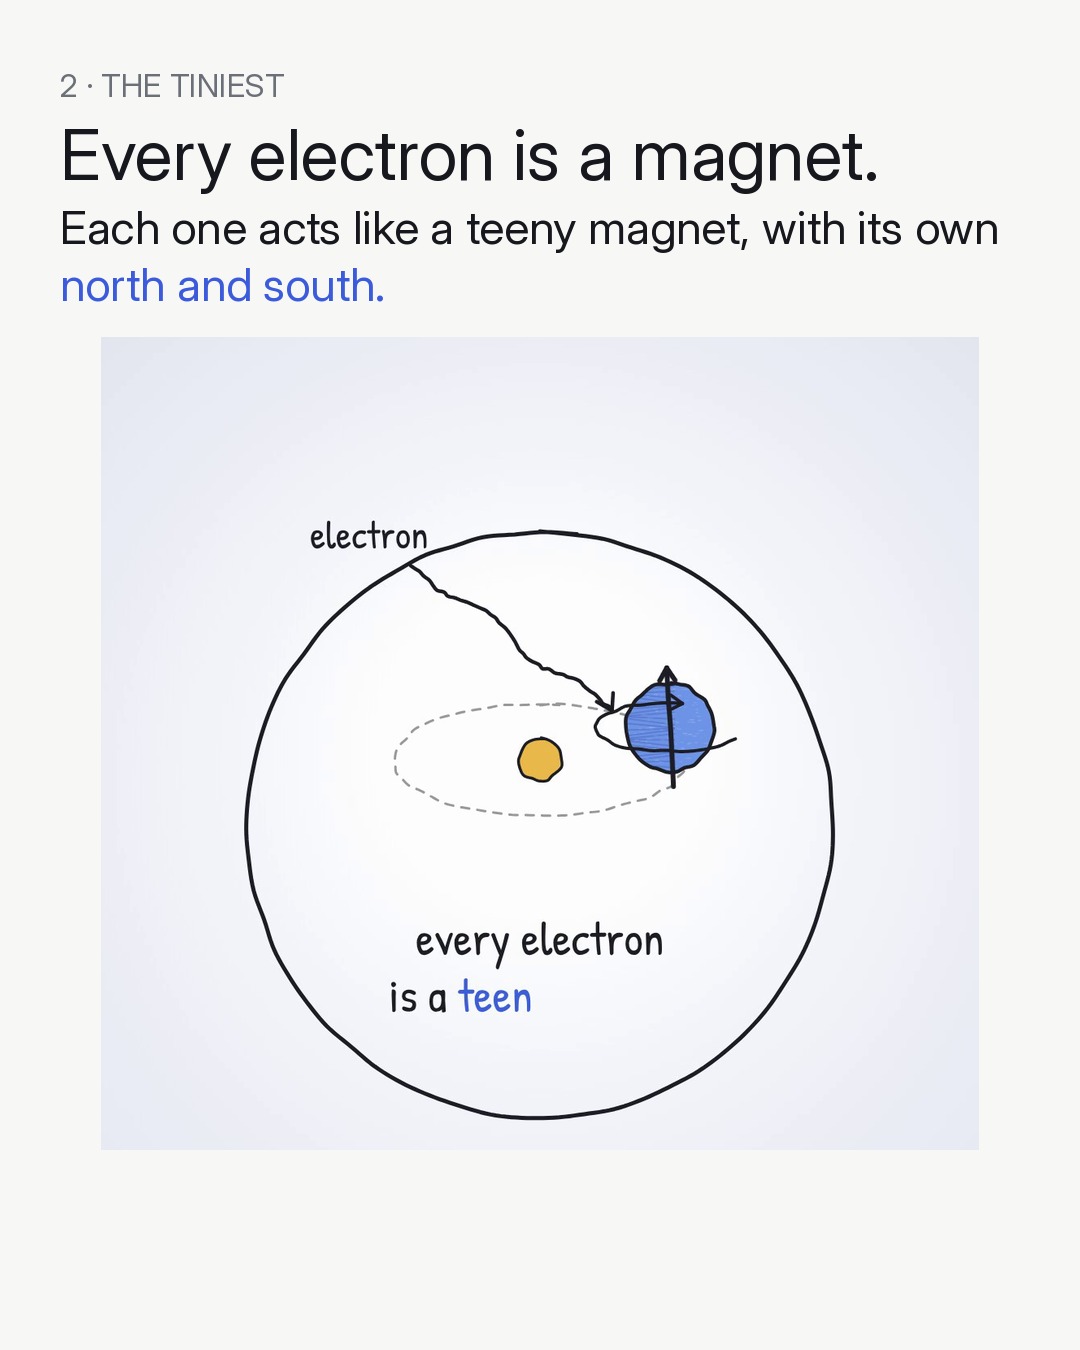 2 · THE TINIEST
Every electron is a magnet.
Each one acts like a teeny magnet, with its own
north and south.
electron
every electron
is a teen